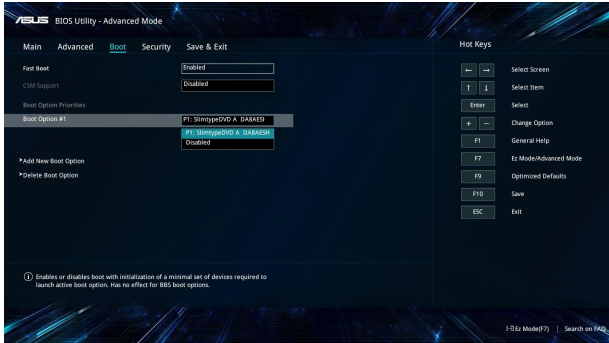 ASUS BIOS Utility - Advanced Mode
Main Advanced Boot Security Save & Exit
Hot Keys
Fast Boot Enabled
CSM Support Disabled
Boot Option Priorities
Boot Option #1 P1: SlimtypeDVD A DA8AESI
P1: SlimtypeDVD A DA8AESH
Disabled
Add New Boot Option
Delete Boot Option
← → Select Screen
↑ ↓ Select Item
Enter Select
+ − Change Option
F1 General Help
F7 Ez Mode/Advanced Mode
F9 Optimized Defaults
F10 Save
ESC Exit
Enables or disables boot with initialization of a minimal set of devices required to
launch active boot option. Has no effect for BBS boot options.
Ez Mode(F7) | Search on FAQ